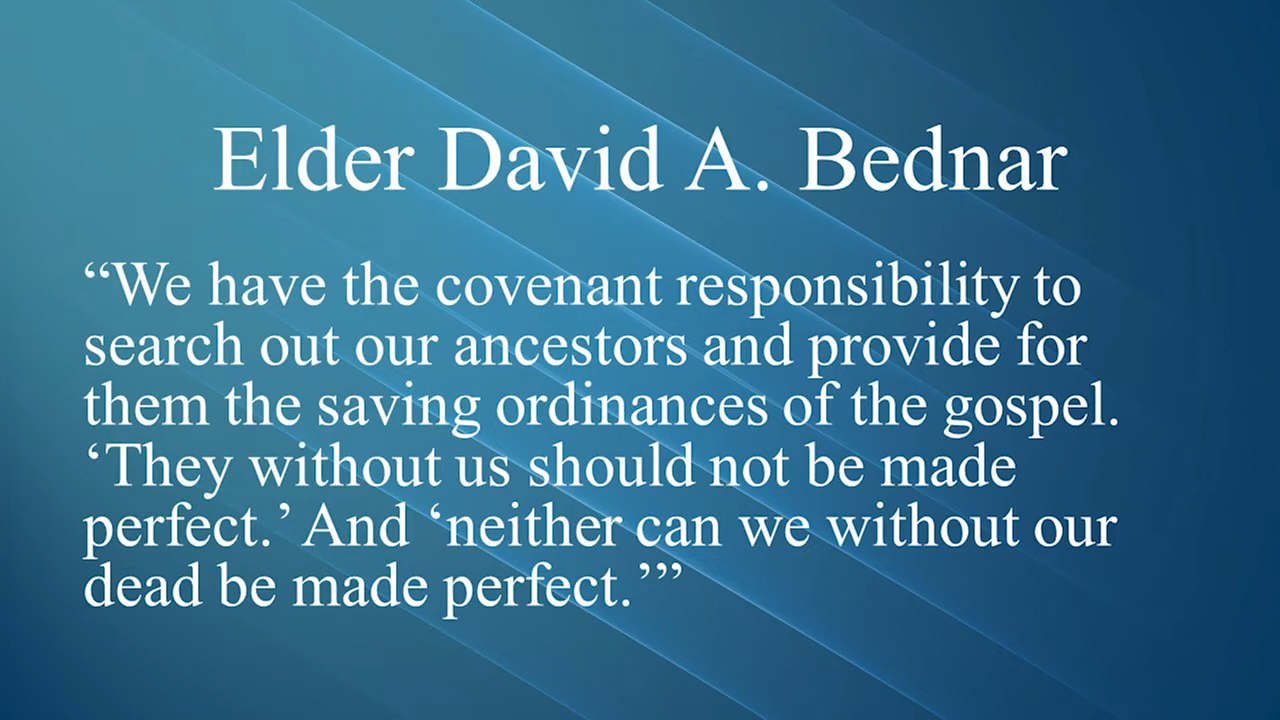 Elder David A. Bednar
“We have the covenant responsibility to
search out our ancestors and provide for
them the saving ordinances of the gospel.
‘They without us should not be made
perfect.’ And ‘neither can we without our
dead be made perfect.’”